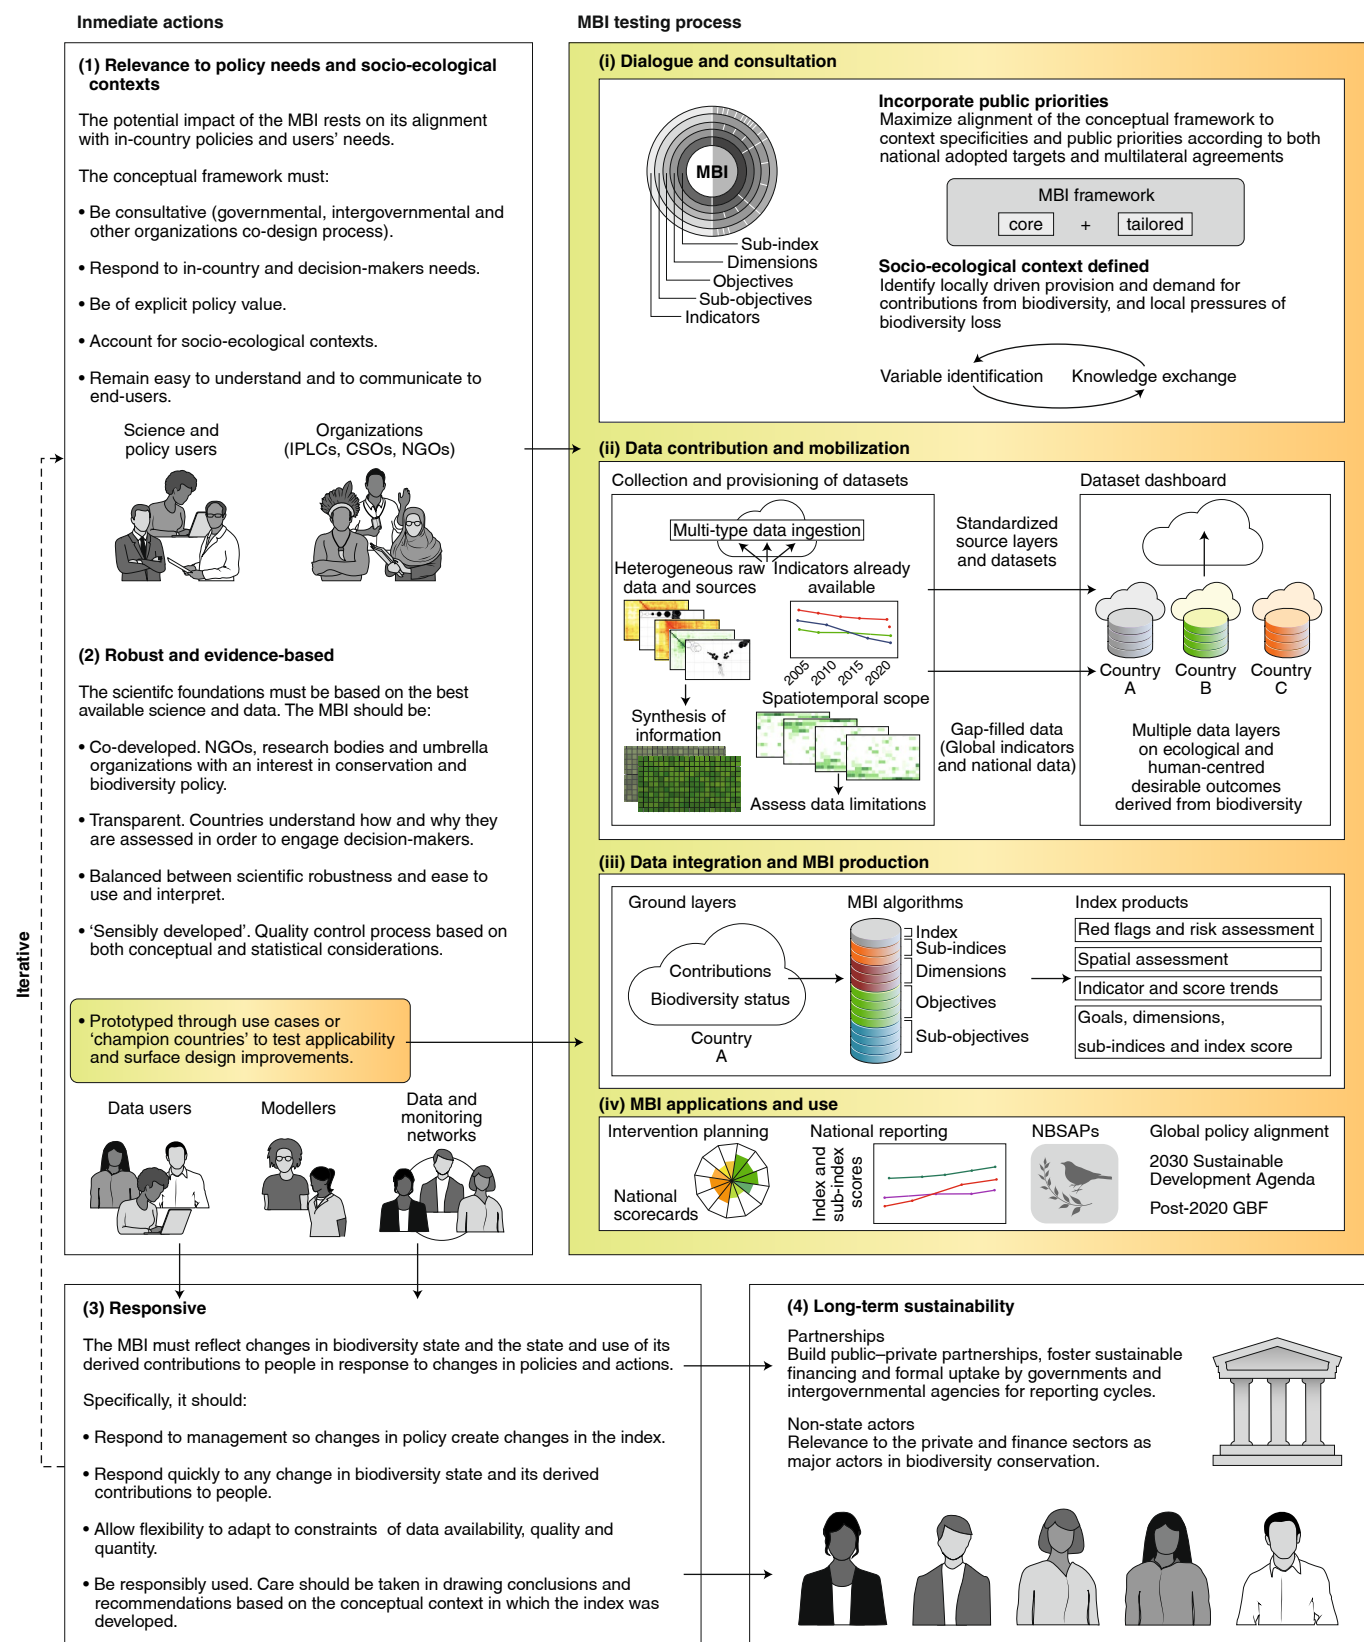 Inmediate actions
MBI testing process
(1) Relevance to policy needs and socio-ecological
contexts
The potential impact of the MBI rests on its alignment
with in-country policies and users’ needs.
The conceptual framework must:
• Be consultative (governmental, intergovernmental and
other organizations co-design process).
• Respond to in-country and decision-makers needs.
• Be of explicit policy value.
• Account for socio-ecological contexts.
• Remain easy to understand and to communicate to
end-users.
Science and
policy users
Organizations
(IPLCs, CSOs, NGOs)
(2) Robust and evidence-based
The scientifc foundations must be based on the best
available science and data. The MBI should be:
• Co-developed. NGOs, research bodies and umbrella
organizations with an interest in conservation and
biodiversity policy.
• Transparent. Countries understand how and why they
are assessed in order to engage decision-makers.
• Balanced between scientific robustness and ease to
use and interpret.
• ‘Sensibly developed’. Quality control process based on
both conceptual and statistical considerations.
• Prototyped through use cases or
‘champion countries’ to test applicability
and surface design improvements.
Data users
Modellers
Data and
monitoring
networks
Iterative
(i) Dialogue and consultation
MBI
Sub-index
Dimensions
Objectives
Sub-objectives
Indicators
Incorporate public priorities
Maximize alignment of the conceptual framework to
context specificities and public priorities according to both
national adopted targets and multilateral agreements
MBI framework
core + tailored
Socio-ecological context defined
Identify locally driven provision and demand for
contributions from biodiversity, and local pressures of
biodiversity loss
Variable identification
Knowledge exchange
(ii) Data contribution and mobilization
Collection and provisioning of datasets
Multi-type data ingestion
Heterogeneous raw
data and sources
Indicators already
available
2005 2010 2015 2020
Synthesis of
information
Spatiotemporal scope
Assess data limitations
Standardized
source layers
and datasets
Gap-filled data
(Global indicators
and national data)
Dataset dashboard
Country
A
Country
B
Country
C
Multiple data layers
on ecological and
human-centred
desirable outcomes
derived from biodiversity
(iii) Data integration and MBI production
Ground layers
Contributions
Biodiversity status
Country
A
MBI algorithms
Index
Sub-indices
Dimensions
Objectives
Sub-objectives
Index products
Red flags and risk assessment
Spatial assessment
Indicator and score trends
Goals, dimensions,
sub-indices and index score
(iv) MBI applications and use
Intervention planning
National
scorecards
National reporting
Index and
sub-index
scores
NBSAPs
Global policy alignment
2030 Sustainable
Development Agenda
Post-2020 GBF
(3) Responsive
The MBI must reflect changes in biodiversity state and the state and use of its
derived contributions to people in response to changes in policies and actions.
Specifically, it should:
• Respond to management so changes in policy create changes in the index.
• Respond quickly to any change in biodiversity state and its derived
contributions to people.
• Allow flexibility to adapt to constraints of data availability, quality and
quantity.
• Be responsibly used. Care should be taken in drawing conclusions and
recommendations based on the conceptual context in which the index was
developed.
(4) Long-term sustainability
Partnerships
Build public–private partnerships, foster sustainable
financing and formal uptake by governments and
intergovernmental agencies for reporting cycles.
Non-state actors
Relevance to the private and finance sectors as
major actors in biodiversity conservation.